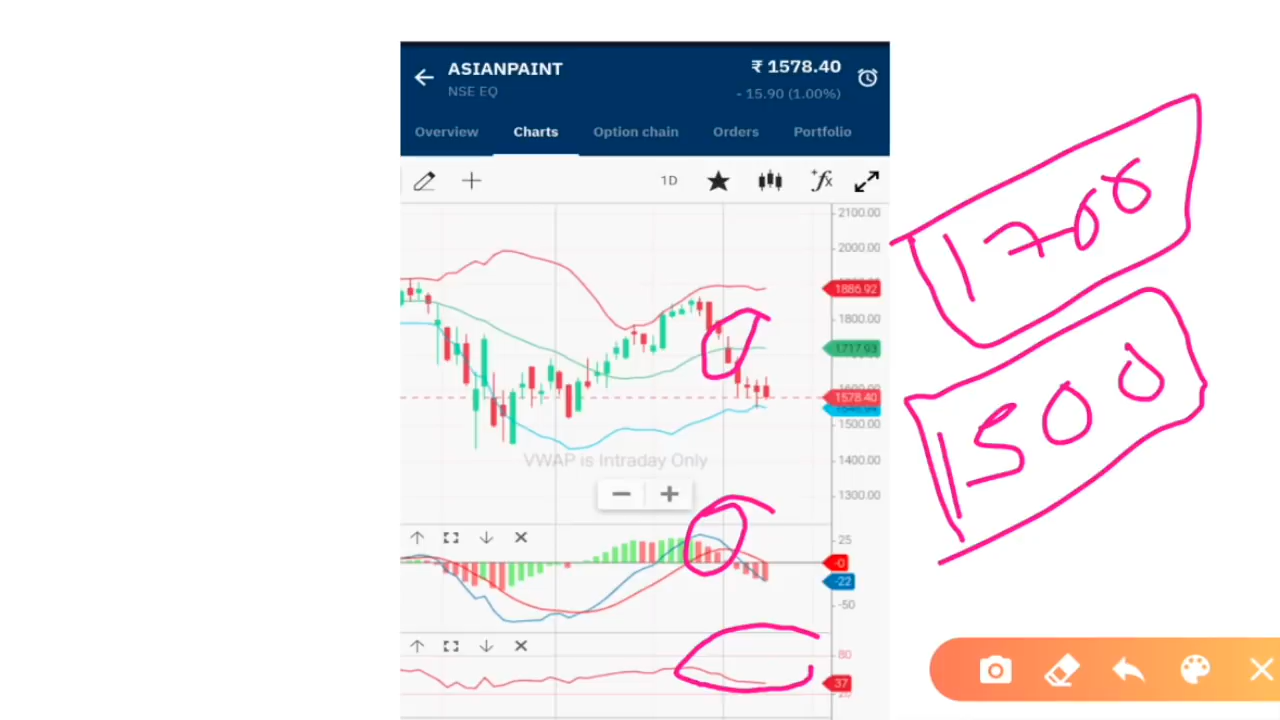 ASIANPAINT
₹ 1578.40
NSE EQ
- 15.90 (1.00%)
Overview
Charts
Option chain
Orders
Portfolio
1D
fx
2100.00
2000.00
1886.92
1800.00
1717.93
1578.40
1500.00
1400.00
1300.00
VWAP is Intraday Only
25
-0
-22
-50
80
37
1700
1500